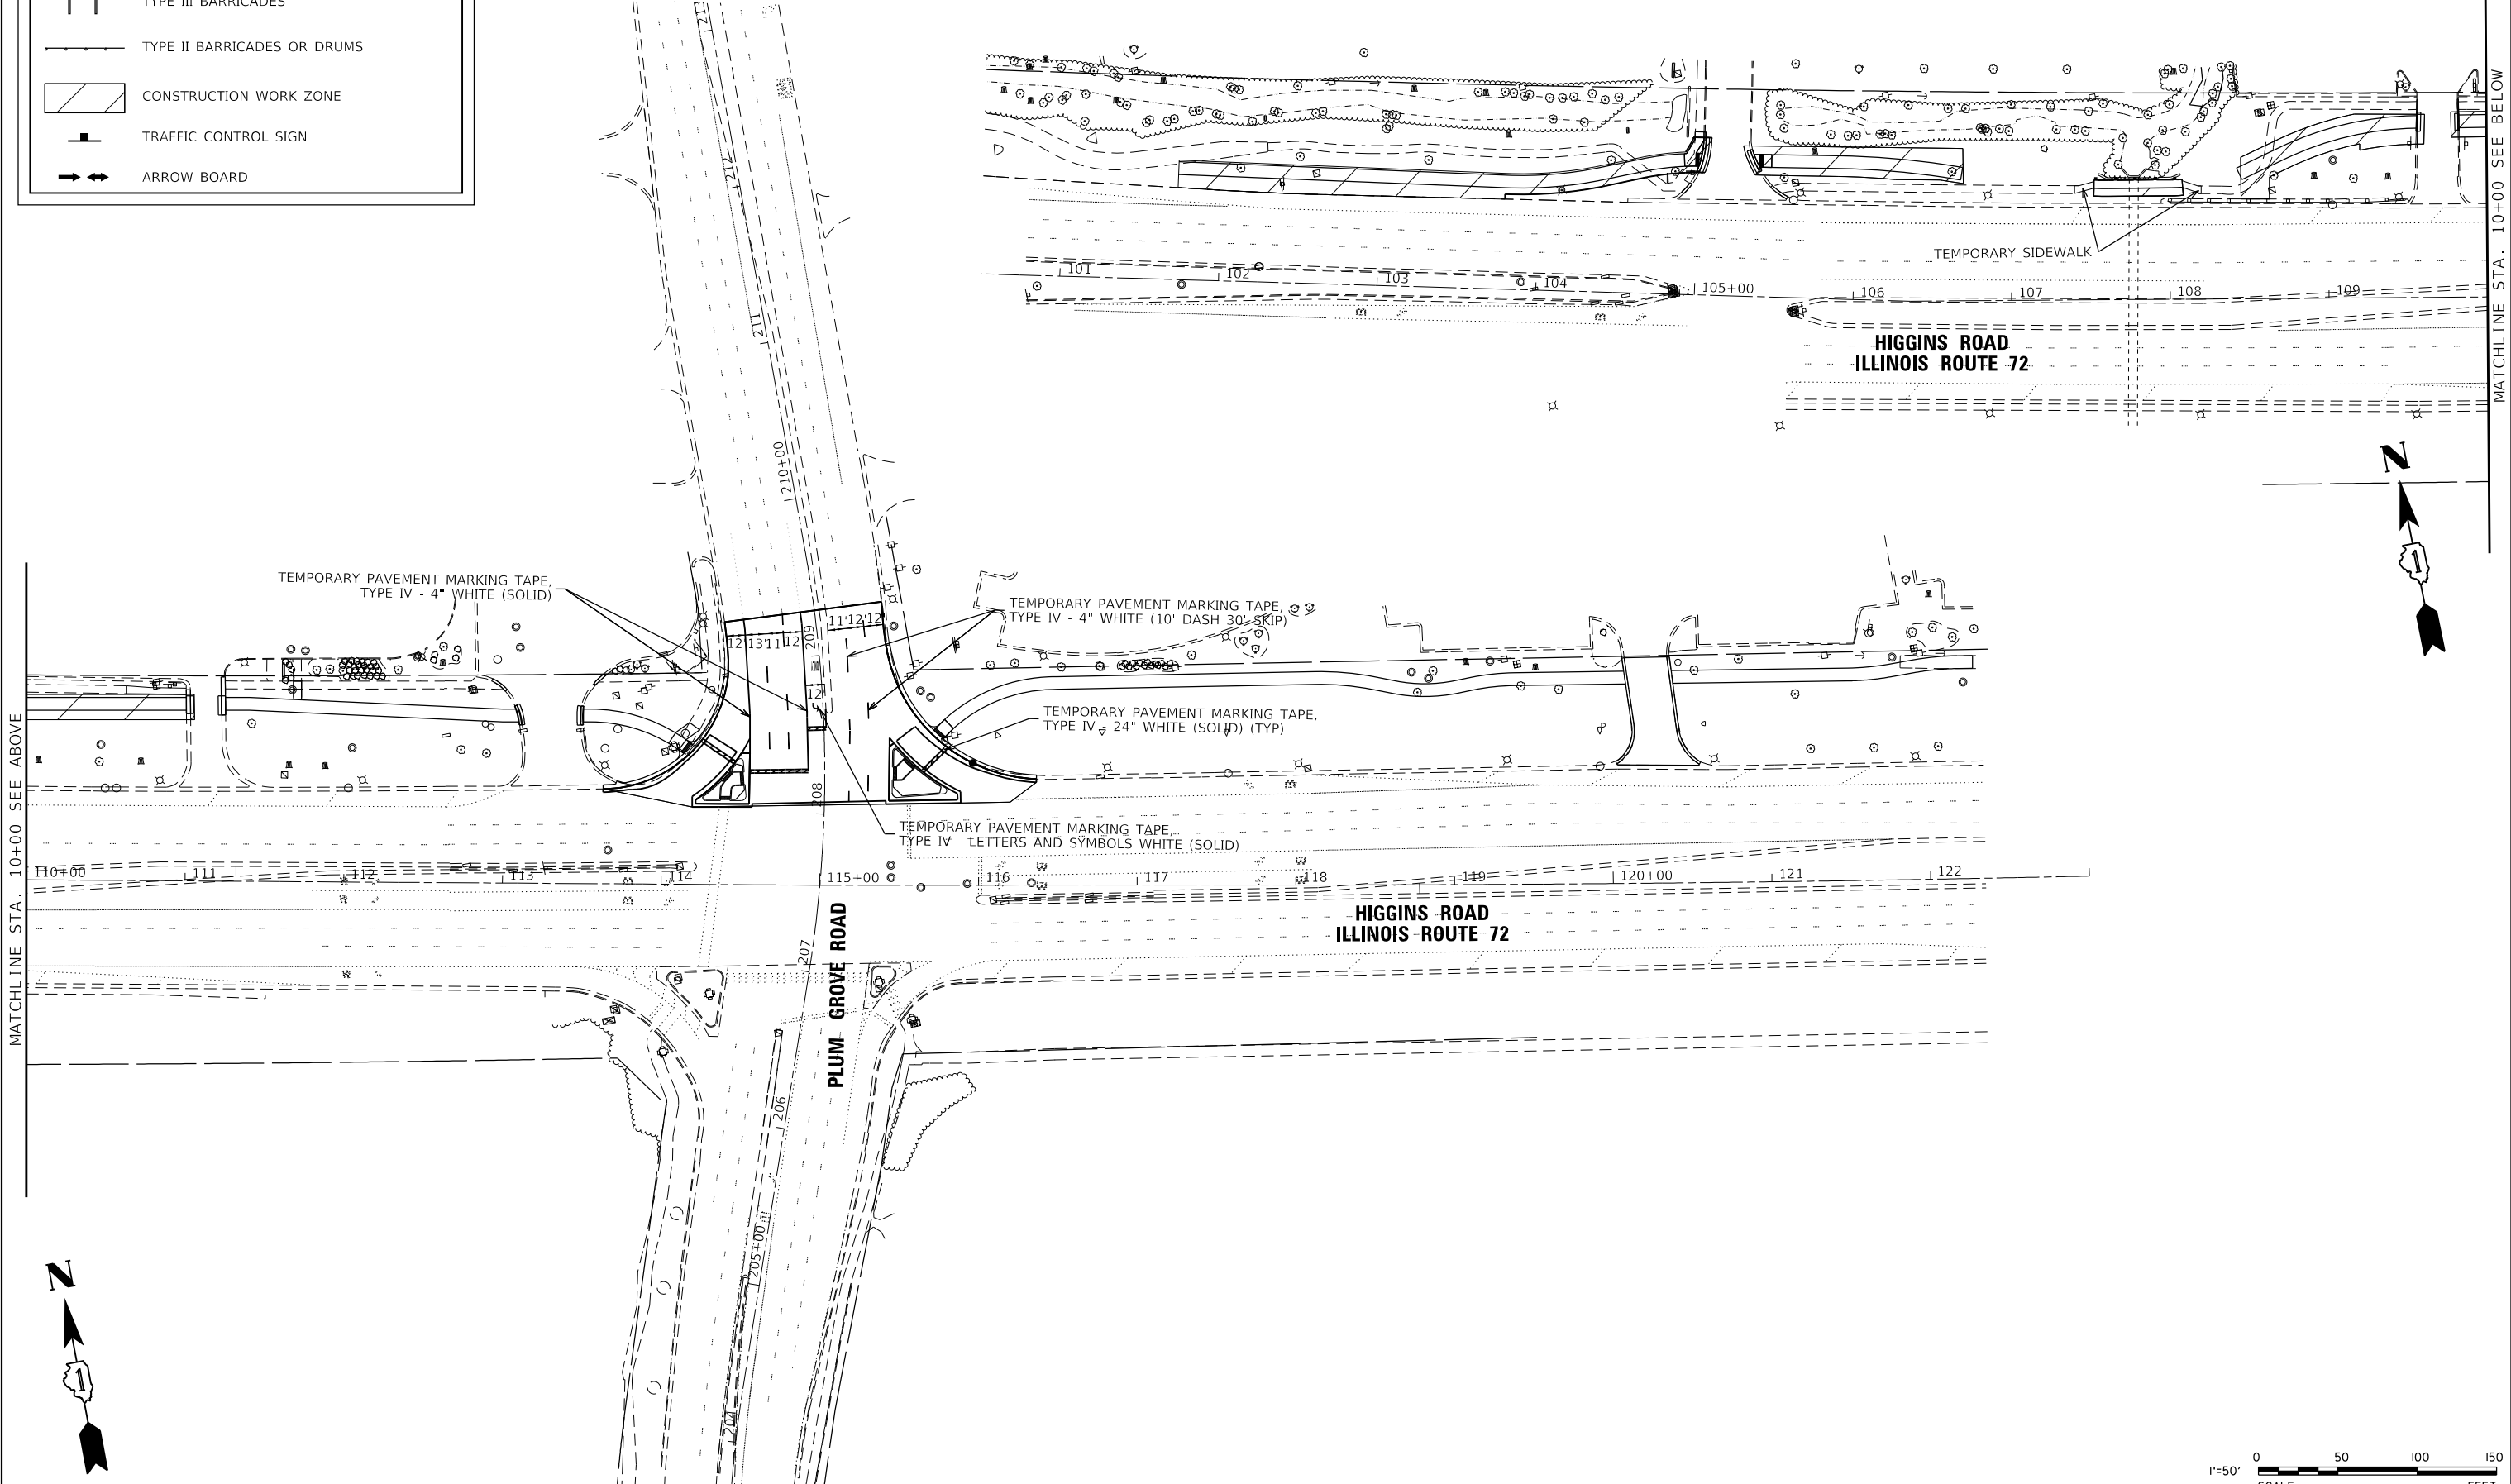 TYPE III BARRICADES
TYPE II BARRICADES OR DRUMS
CONSTRUCTION WORK ZONE
TRAFFIC CONTROL SIGN
ARROW BOARD
101
102
103
104
105+00
106
107
108
109
TEMPORARY SIDEWALK
HIGGINS ROAD
ILLINOIS ROUTE 72
MATCHLINE STA. 10+00 SEE BELOW
N
1
212
211
210+00
209
208
TEMPORARY PAVEMENT MARKING TAPE,
TYPE IV - 4" WHITE (SOLID)
TEMPORARY PAVEMENT MARKING TAPE,
TYPE IV - 4" WHITE (10' DASH 30' SKIP)
12'13'11'12'
11'12'12'
12'
TEMPORARY PAVEMENT MARKING TAPE,
TYPE IV - 24" WHITE (SOLID) (TYP)
TEMPORARY PAVEMENT MARKING TAPE,
TYPE IV - LETTERS AND SYMBOLS WHITE (SOLID)
MATCHLINE STA. 10+00 SEE ABOVE
110+00
111
112
113
114
115+00
116
117
118
119
120+00
121
122
HIGGINS ROAD
ILLINOIS ROUTE 72
PLUM GROVE ROAD
207
206
205+00
204
N
1
0 50 100 150
1"=50'